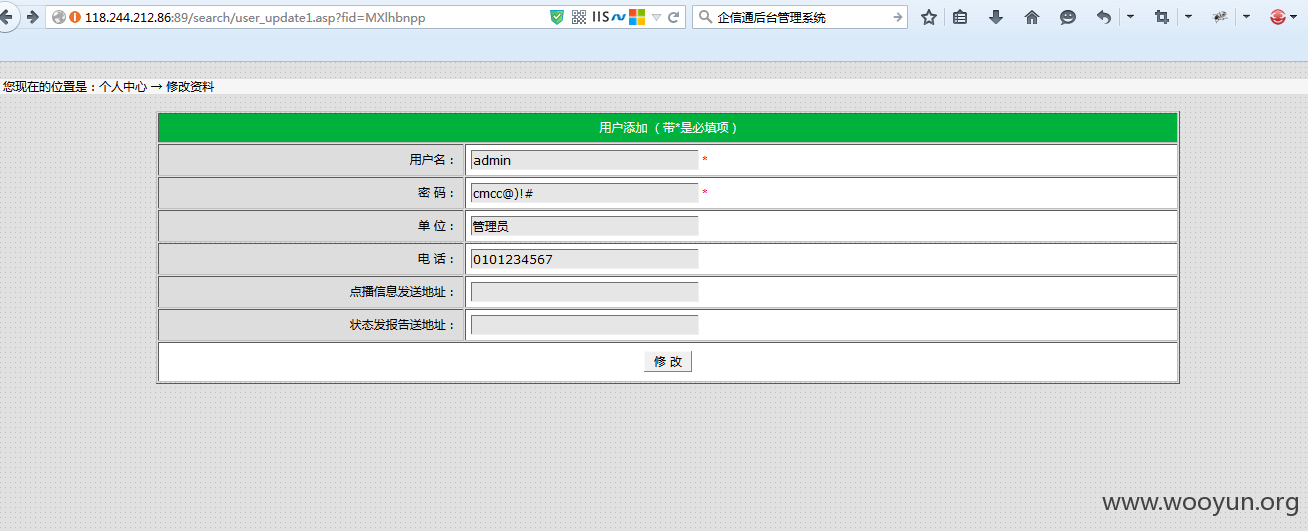 118.244.212.86:89/search/user_update1.asp?fid=MXlhbnpp
IIS
企信通后台管理系统
您现在的位置是：个人中心 → 修改资料
用户添加（带*是必填项）
用户名： admin *
密 码： cmcc@)!# *
单 位： 管理员
电 话： 0101234567
点播信息发送地址：
状态发报告送地址：
修 改
www.wooyun.org